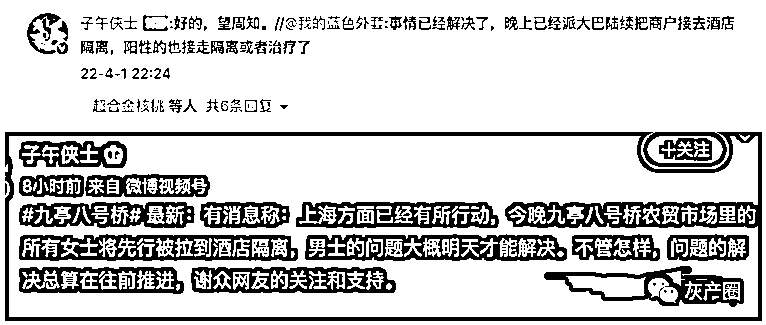 子午侠士：好的，望周知。//@我的蓝色外套:事情已经解决了，晚上已经派大巴陆续把商户接去酒店
隔离，阳性的也接走隔离或者治疗了
22-4-1 22:24
超合金核桃 等人 共6条回复
子午侠士
十关注
8小时前 来自 微博视频号
#九亭八号桥# 最新：有消息称：上海方面已经有所行动，今晚九亭八号桥农贸市场里的
所有女士将先行被拉到酒店隔离，男士的问题大概明天才能解决。不管怎样，问题的解
决总算在往前推进，谢众网友的关注和支持。
灰产圈